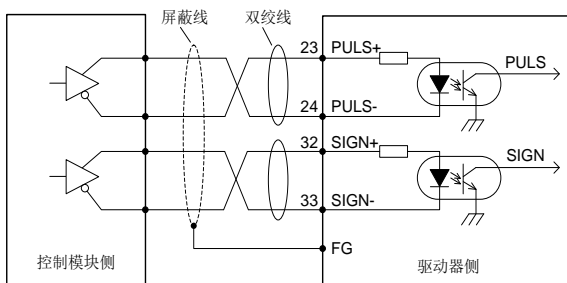 屏蔽线
双绞线
23 PULS+
PULS
24 PULS-
32 SIGN+
SIGN
33 SIGN-
FG
控制模块侧
驱动器侧